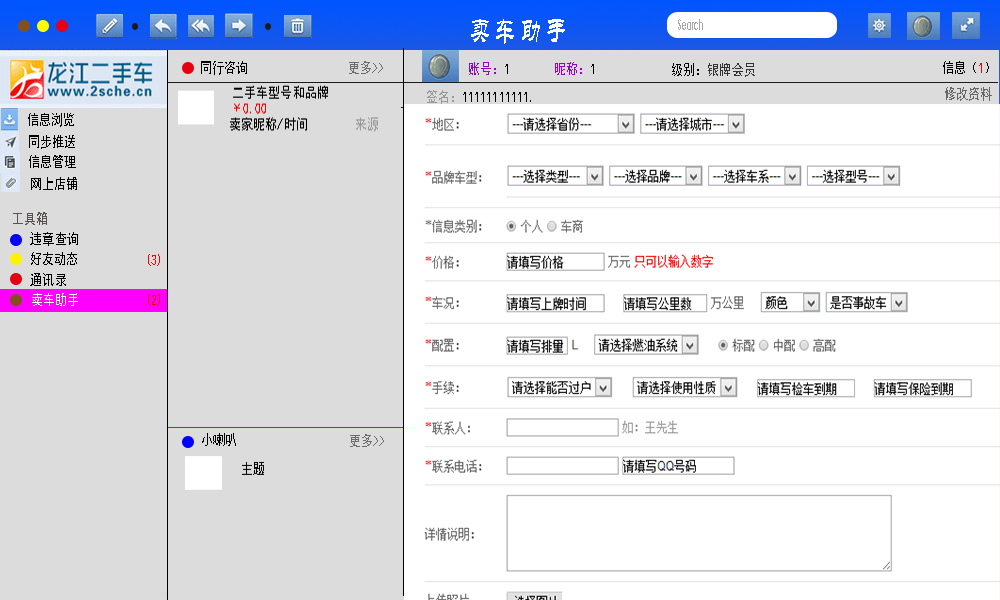 卖车助手
Search
龙江二手车
www.2sche.cn
信息浏览
同步推送
信息管理
网上店铺
工具箱
违章查询
好友动态 (3)
通讯录
卖车助手 (2)
同行咨询 更多>>
二手车型号和品牌
￥0.00
卖家昵称/时间 来源
小喇叭 更多>>
主题
账号: 1 昵称: 1 级别: 银牌会员 信息 (1)
签名: 11111111111. 修改资料
*地区: ---请选择省份--- ---请选择城市---
*品牌车型: ---选择类型--- ---选择品牌--- ---选择车系--- ---选择型号---
*信息类别: 个人 车商
*价格: 请填写价格 万元 只可以输入数字
*车况: 请填写上牌时间 请填写公里数 万公里 颜色 是否事故车
*配置: 请填写排量 L 请选择燃油系统 标配 中配 高配
*手续: 请选择能否过户 请选择使用性质 请填写检车到期 请填写保险到期
*联系人: 如: 王先生
*联系电话: 请填写QQ号码
详情说明:
上传照片 选择图片